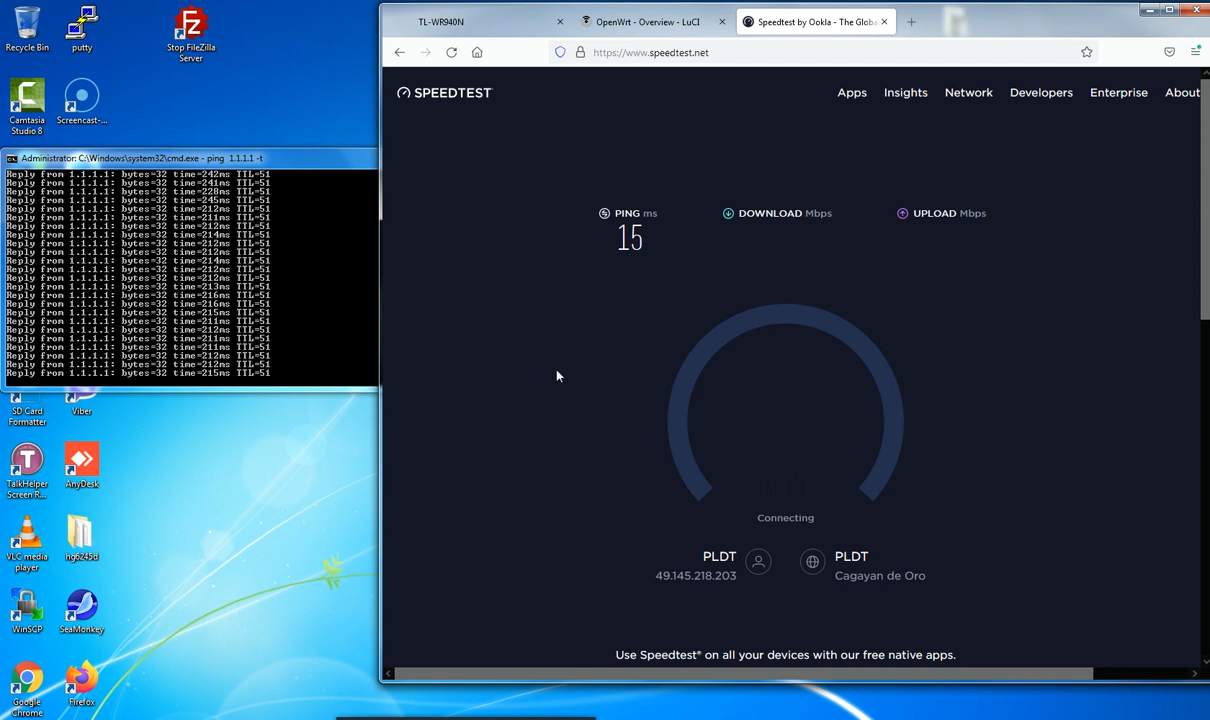 Recycle Bin
putty
Stop FileZilla
Server
Camtasia
Studio 8
Screencast-...
Administrator: C:\Windows\system32\cmd.exe - ping  1.1.1.1 -t
Reply from 1.1.1.1: bytes=32 time=242ms TTL=51
Reply from 1.1.1.1: bytes=32 time=241ms TTL=51
Reply from 1.1.1.1: bytes=32 time=228ms TTL=51
Reply from 1.1.1.1: bytes=32 time=245ms TTL=51
Reply from 1.1.1.1: bytes=32 time=212ms TTL=51
Reply from 1.1.1.1: bytes=32 time=211ms TTL=51
Reply from 1.1.1.1: bytes=32 time=212ms TTL=51
Reply from 1.1.1.1: bytes=32 time=214ms TTL=51
Reply from 1.1.1.1: bytes=32 time=212ms TTL=51
Reply from 1.1.1.1: bytes=32 time=212ms TTL=51
Reply from 1.1.1.1: bytes=32 time=214ms TTL=51
Reply from 1.1.1.1: bytes=32 time=212ms TTL=51
Reply from 1.1.1.1: bytes=32 time=212ms TTL=51
Reply from 1.1.1.1: bytes=32 time=213ms TTL=51
Reply from 1.1.1.1: bytes=32 time=216ms TTL=51
Reply from 1.1.1.1: bytes=32 time=216ms TTL=51
Reply from 1.1.1.1: bytes=32 time=215ms TTL=51
Reply from 1.1.1.1: bytes=32 time=211ms TTL=51
Reply from 1.1.1.1: bytes=32 time=212ms TTL=51
Reply from 1.1.1.1: bytes=32 time=211ms TTL=51
Reply from 1.1.1.1: bytes=32 time=211ms TTL=51
Reply from 1.1.1.1: bytes=32 time=212ms TTL=51
Reply from 1.1.1.1: bytes=32 time=212ms TTL=51
Reply from 1.1.1.1: bytes=32 time=215ms TTL=51
SD Card
Formatter
Viber
TalkHelper
Screen R...
AnyDesk
VLC media
player
hg6245d
WinSCP
SeaMonkey
Google
Chrome
Firefox
TL-WR940N
OpenWrt - Overview - LuCI
Speedtest by Ookla - The Globa
https://www.speedtest.net
SPEEDTEST
Apps
Insights
Network
Developers
Enterprise
About
PING ms
15
DOWNLOAD Mbps
UPLOAD Mbps
Connecting
PLDT
49.145.218.203
PLDT
Cagayan de Oro
Use Speedtest® on all your devices with our free native apps.